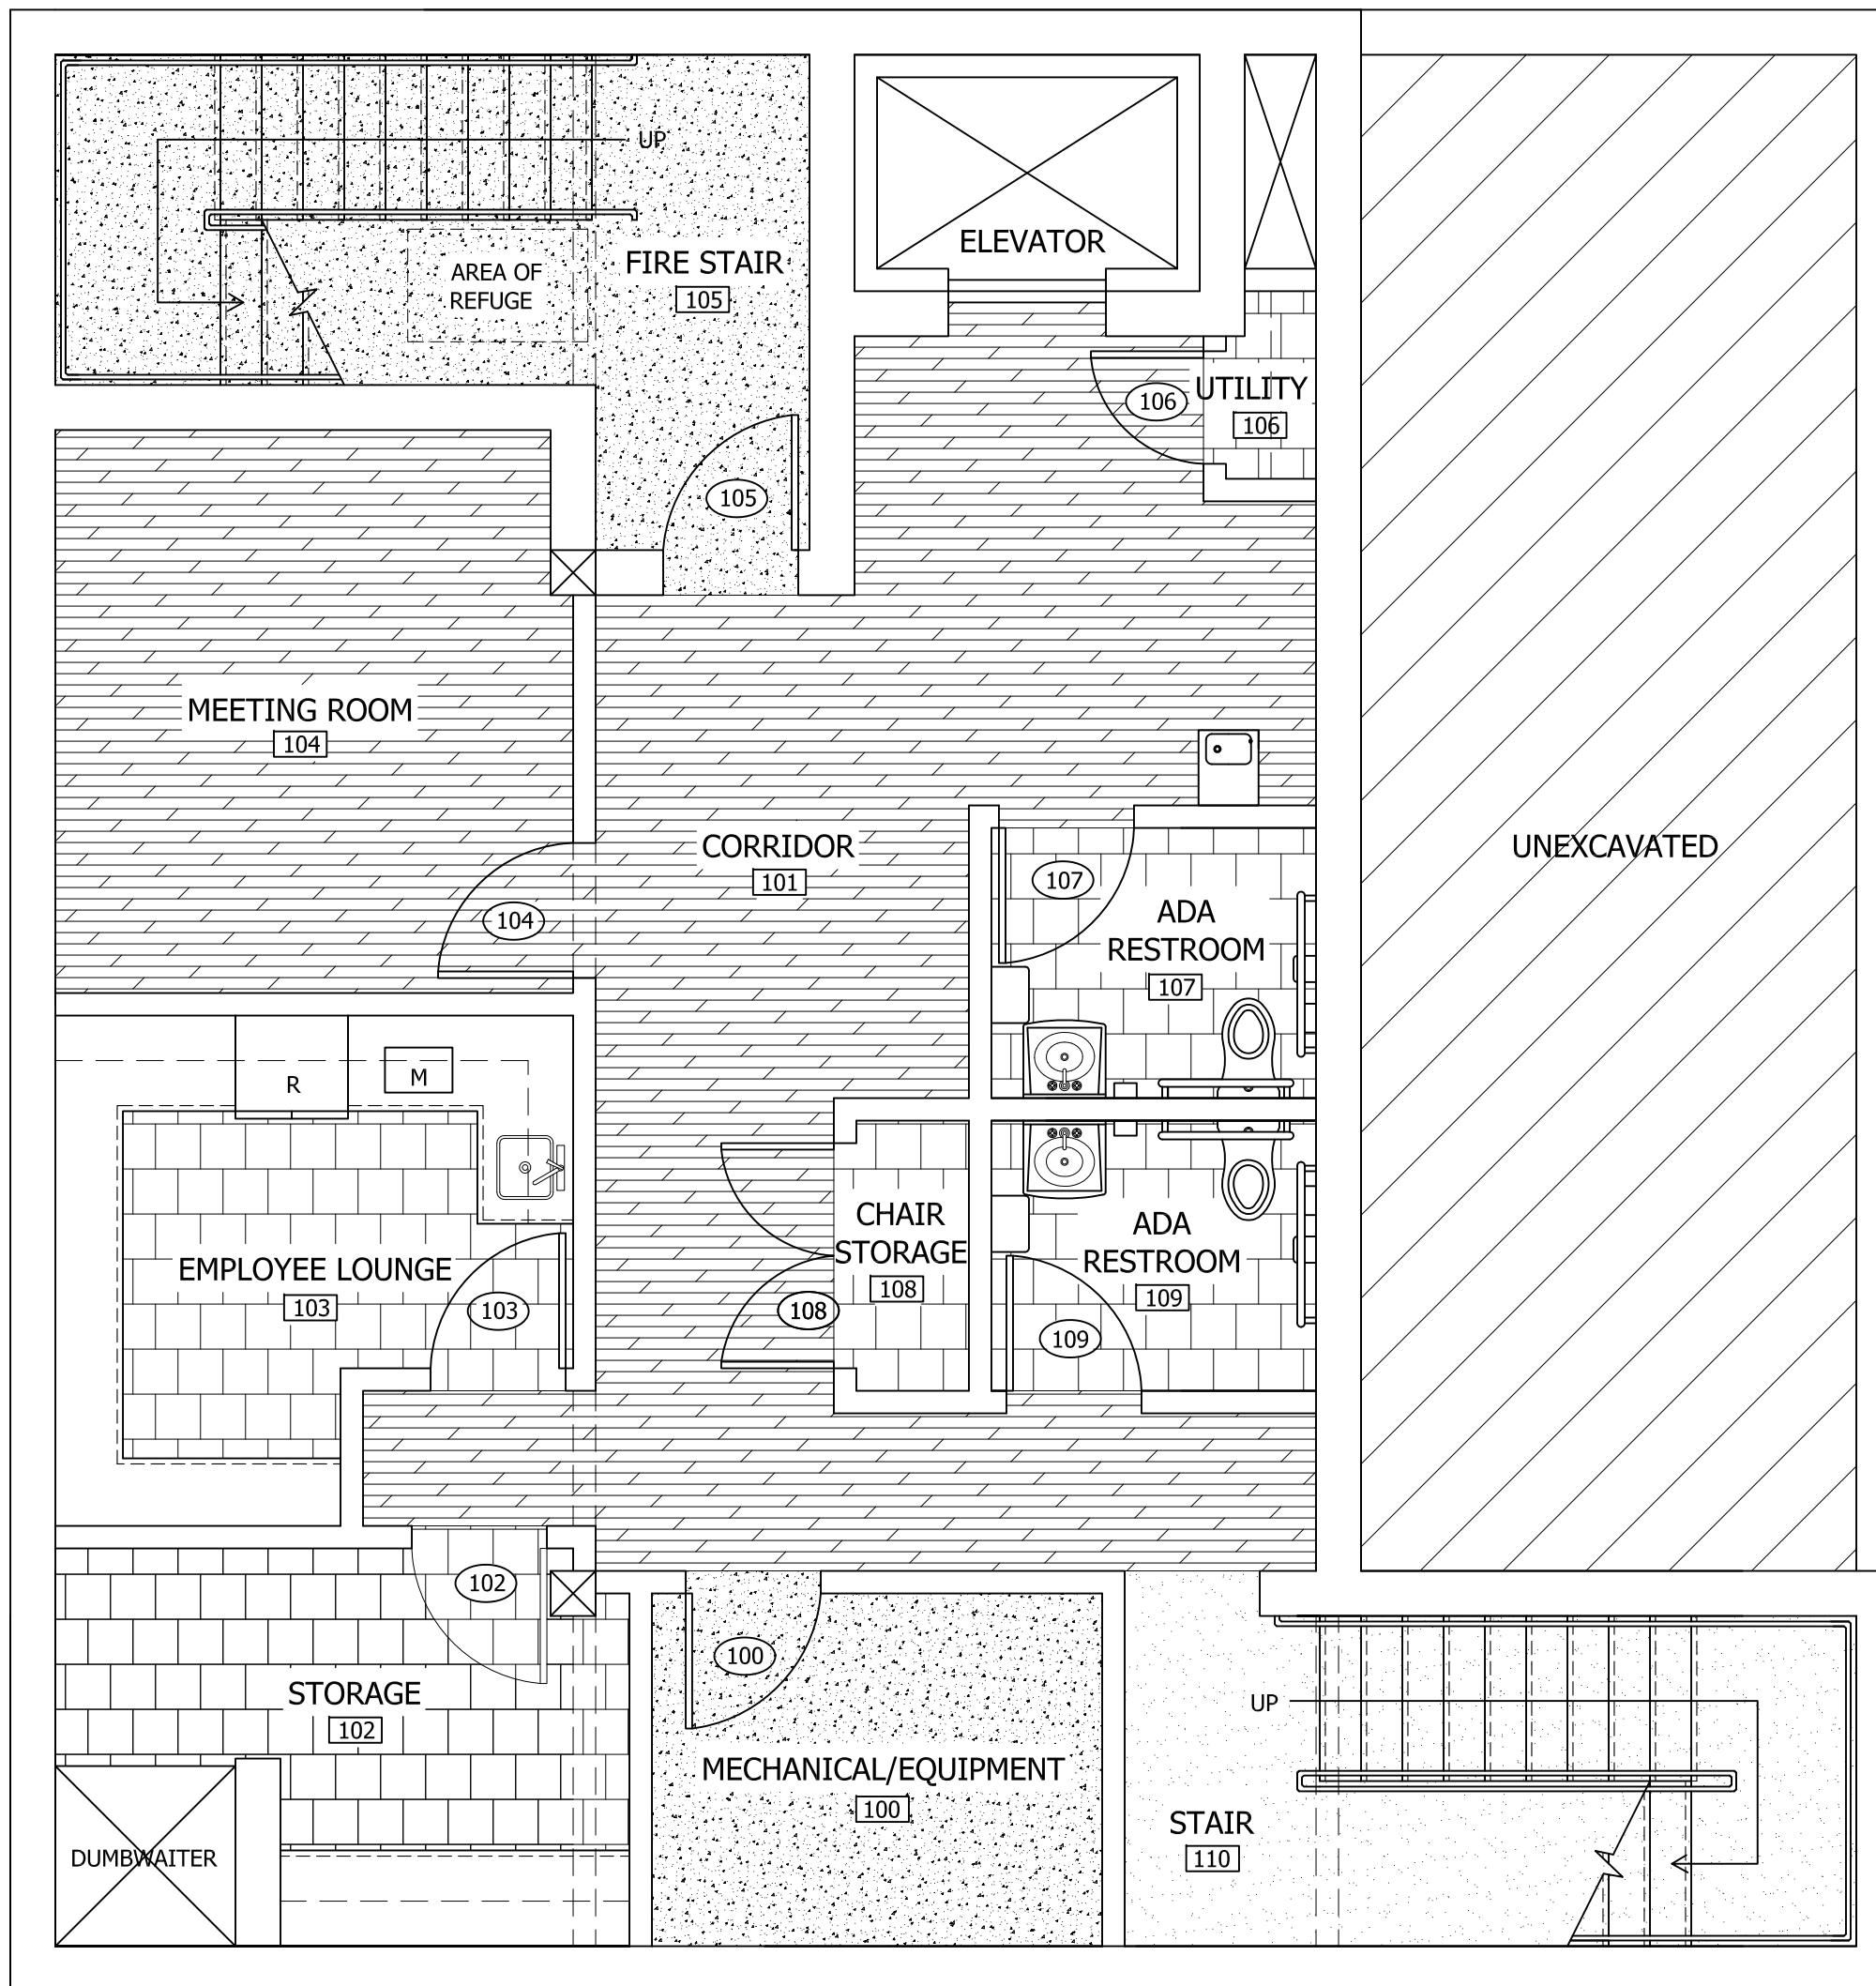 UP
ELEVATOR
FIRE STAIR
105
AREA OF
REFUGE
106
UTILITY
106
105
MEETING ROOM
104
CORRIDOR
101
UNEXCAVATED
107
104
ADA
RESTROOM
107
R
M
CHAIR
STORAGE
108
ADA
RESTROOM
109
EMPLOYEE LOUNGE
103
103
108
109
102
100
STORAGE
102
UP
MECHANICAL/EQUIPMENT
100
STAIR
110
DUMBWAITER